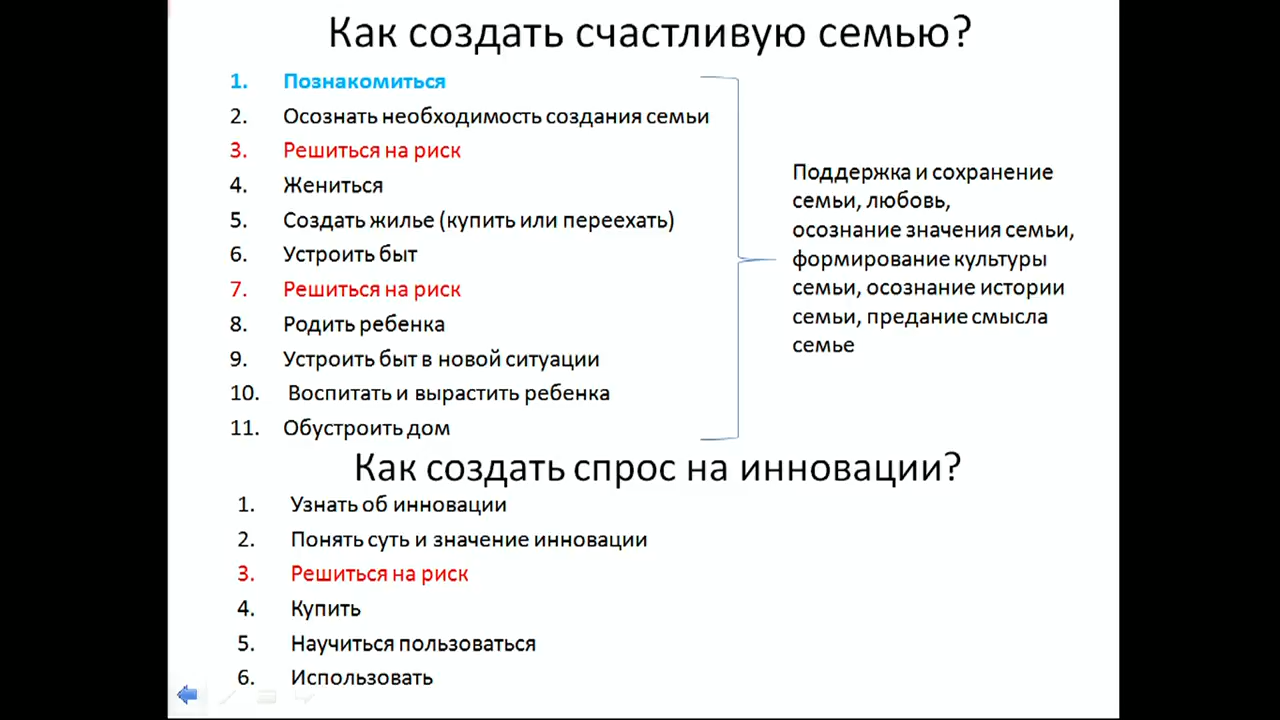 Как создать счастливую семью?
1. Познакомиться
2. Осознать необходимость создания семьи
3. Решиться на риск
4. Жениться
5. Создать жилье (купить или переехать)
6. Устроить быт
7. Решиться на риск
8. Родить ребенка
9. Устроить быт в новой ситуации
10. Воспитать и вырастить ребенка
11. Обустроить дом
Поддержка и сохранение
семьи, любовь,
осознание значения семьи,
формирование культуры
семьи, осознание истории
семьи, предание смысла
семье
Как создать спрос на инновации?
1. Узнать об инновации
2. Понять суть и значение инновации
3. Решиться на риск
4. Купить
5. Научиться пользоваться
6. Использовать